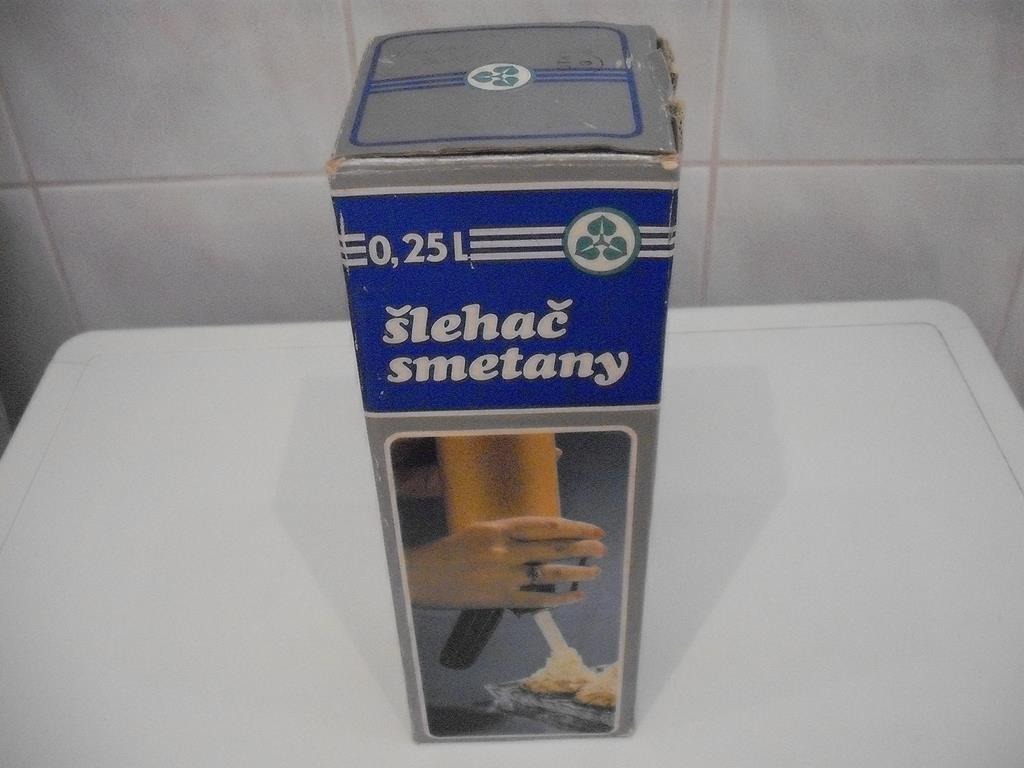 0,25 L
šlehač
smetany